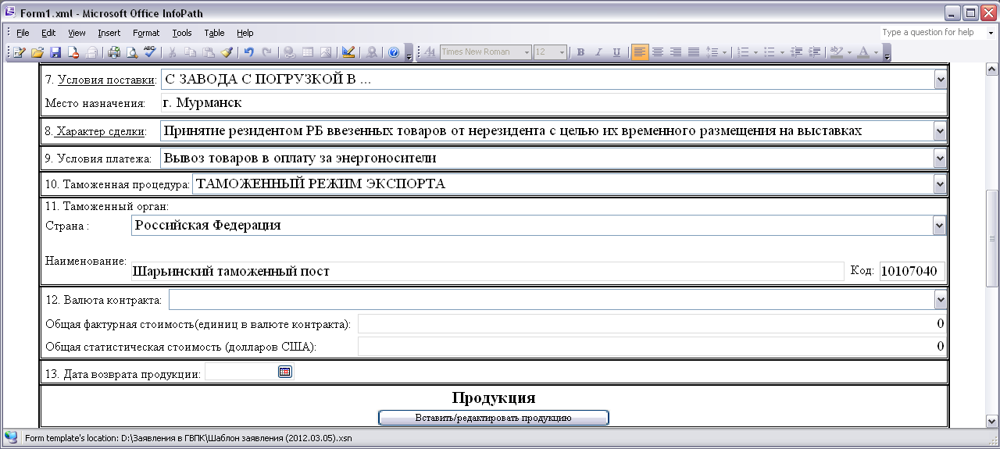 Form1.xml - Microsoft Office InfoPath
File Edit View Insert Format Tools Table Help
Type a question for help
Times New Roman 12 B I U
7. Условия поставки: С ЗАВОДА С ПОГРУЗКОЙ В ...
Место назначения: г. Мурманск
8. Характер сделки: Принятие резидентом РБ ввезенных товаров от нерезидента с целью их временного размещения на выставках
9. Условия платежа: Вывоз товаров в оплату за энергоносители
10. Таможенная процедура: ТАМОЖЕННЫЙ РЕЖИМ ЭКСПОРТА
11. Таможенный орган:
Страна : Российская Федерация
Наименование: Шарьинский таможенный пост Код: 10107040
12. Валюта контракта:
Общая фактурная стоимость(единиц в валюте контракта): 0
Общая статистическая стоимость (долларов США): 0
13. Дата возврата продукции:
Продукция
Вставить/редактировать продукцию
Form template's location: D:\Заявления в ГВПК\Шаблон заявления (2012.03.05).xsn